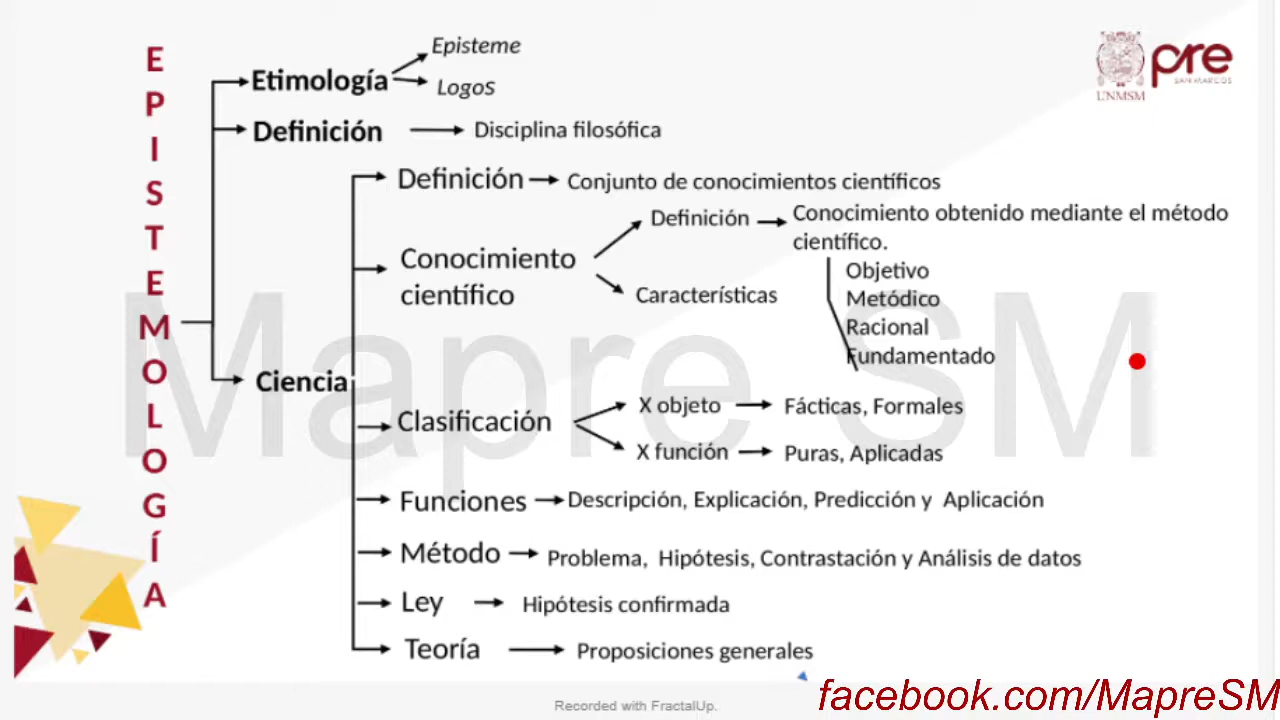 EPISTEMOLOGÍA
Etimología
Episteme
Logos
Definición
Disciplina filosófica
Ciencia
Definición
Conjunto de conocimientos científicos
Conocimiento
científico
Definición
Conocimiento obtenido mediante el método
científico.
Características
Objetivo
Metódico
Racional
Fundamentado
Clasificación
X objeto
Fácticas, Formales
X función
Puras, Aplicadas
Funciones
Descripción, Explicación, Predicción y Aplicación
Método
Problema, Hipótesis, Contrastación y Análisis de datos
Ley
Hipótesis confirmada
Teoría
Proposiciones generales
UNMSM
pre
SAN MARCOS
Mapre SM
Recorded with FractalUp.
facebook.com/MapreSM